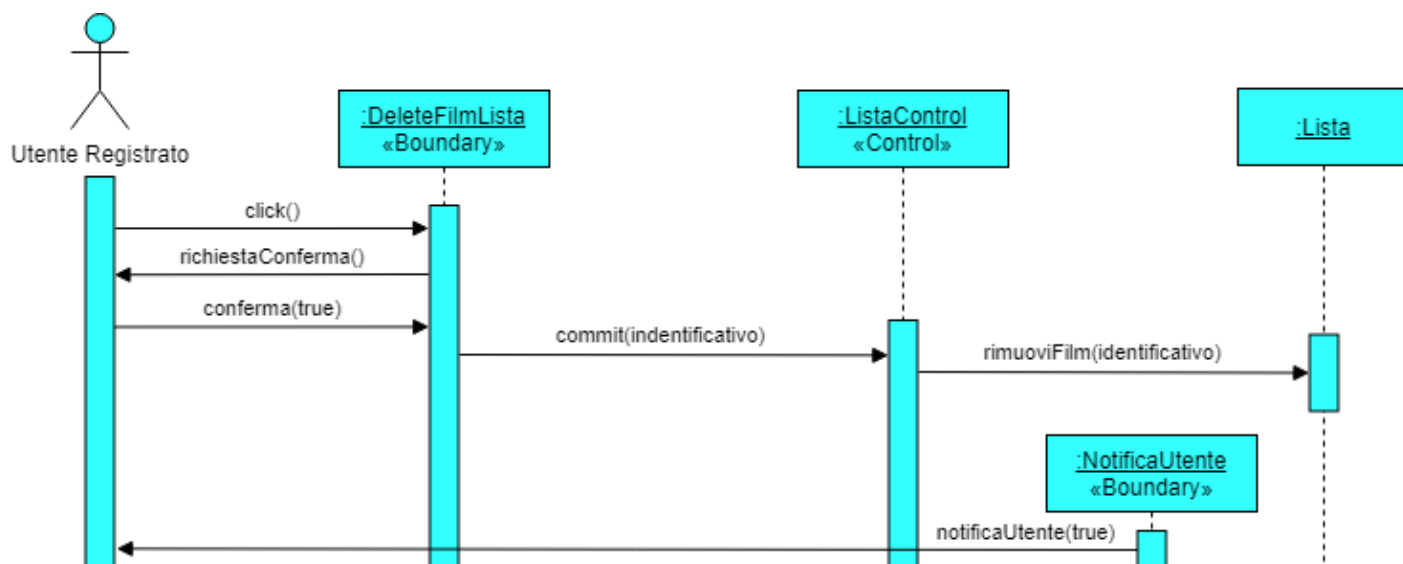 :DeleteFilmLista
«Boundary»
:ListaControl
«Control»
:Lista
Utente Registrato
click()
richiestaConferma()
conferma(true)
commit(indentificativo)
rimuoviFilm(identificativo)
:NotificaUtente
«Boundary»
notificaUtente(true)